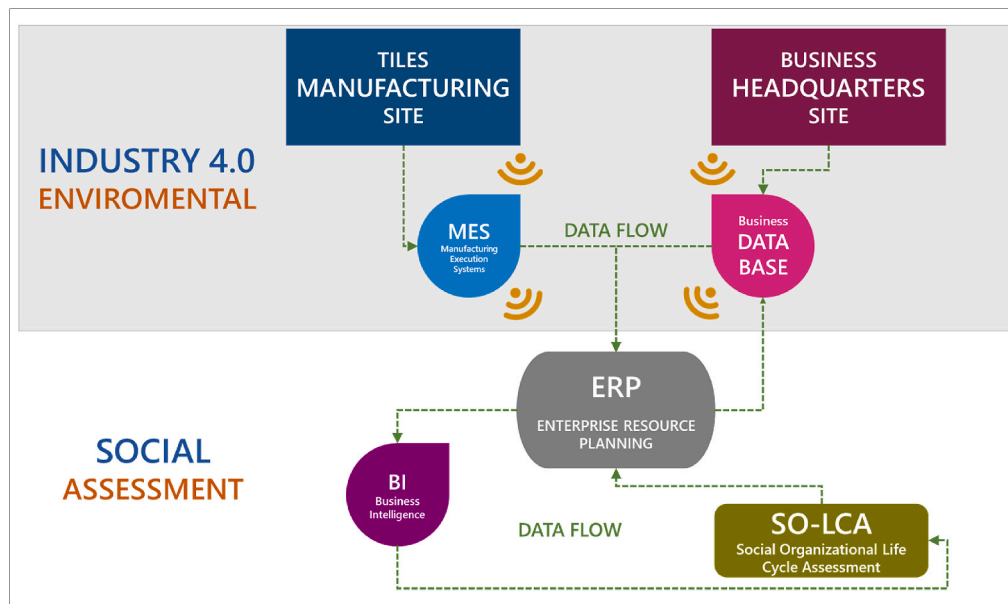 TILES
MANUFACTURING
SITE
BUSINESS
HEADQUARTERS
SITE
INDUSTRY 4.0
ENVIROMENTAL
MES
Manufacturing
Execution
Systems
DATA FLOW
Business
DATA
BASE
ERP
ENTERPRISE RESOURCE
PLANNING
SOCIAL
ASSESSMENT
BI
Business
Intelligence
DATA FLOW
SO-LCA
Social Organizational Life
Cycle Assessment